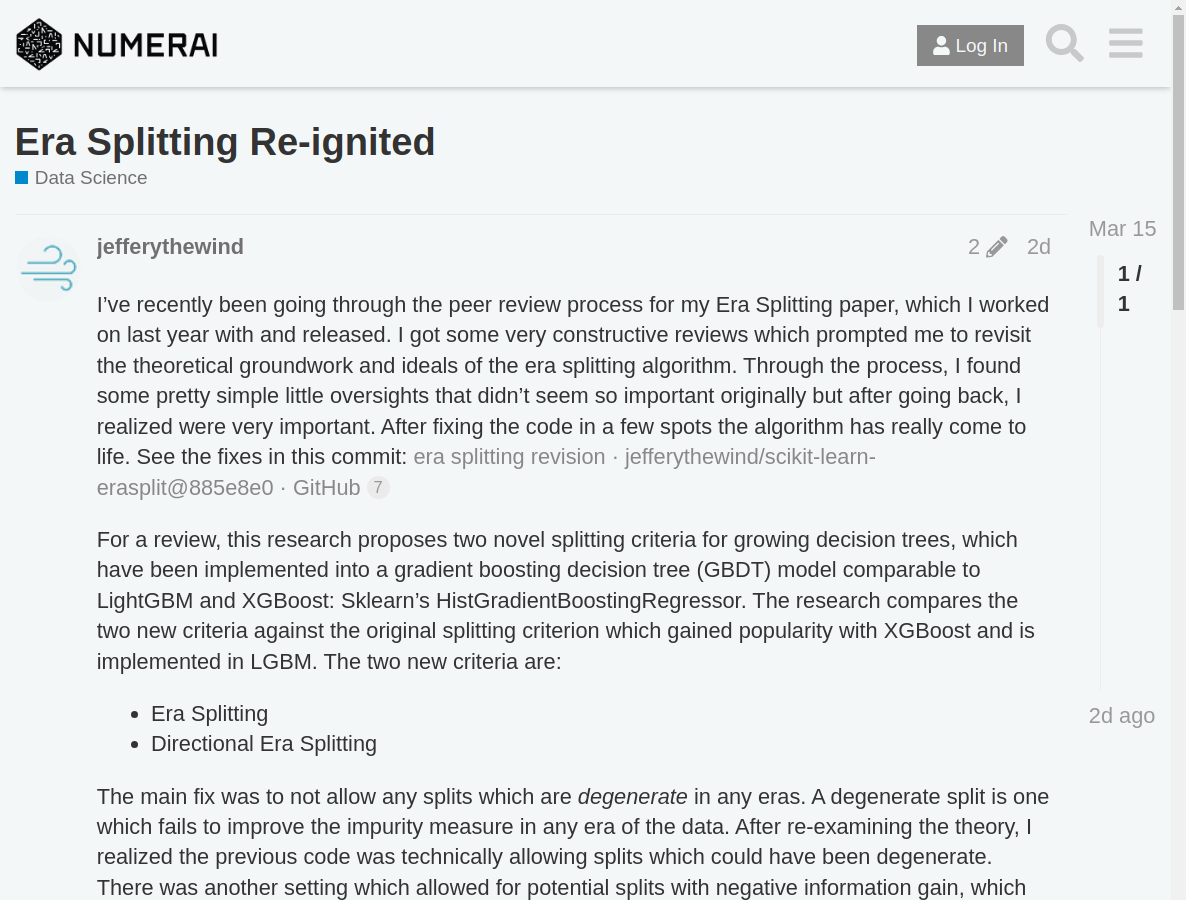 NUMERAI
Log In
Era Splitting Re-ignited
Data Science
Mar 15
jefferythewind
2
2d
1 /
1
I’ve recently been going through the peer review process for my Era Splitting paper, which I worked
on last year with and released. I got some very constructive reviews which prompted me to revisit
the theoretical groundwork and ideals of the era splitting algorithm. Through the process, I found
some pretty simple little oversights that didn’t seem so important originally but after going back, I
realized were very important. After fixing the code in a few spots the algorithm has really come to
life. See the fixes in this commit: era splitting revision · jefferythewind/scikit-learn-
erasplit@885e8e0 · GitHub 7
For a review, this research proposes two novel splitting criteria for growing decision trees, which
have been implemented into a gradient boosting decision tree (GBDT) model comparable to
LightGBM and XGBoost: Sklearn’s HistGradientBoostingRegressor. The research compares the
two new criteria against the original splitting criterion which gained popularity with XGBoost and is
implemented in LGBM. The two new criteria are:
• Era Splitting
• Directional Era Splitting
2d ago
The main fix was to not allow any splits which are degenerate in any eras. A degenerate split is one
which fails to improve the impurity measure in any era of the data. After re-examining the theory, I
realized the previous code was technically allowing splits which could have been degenerate.
There was another setting which allowed for potential splits with negative information gain, which